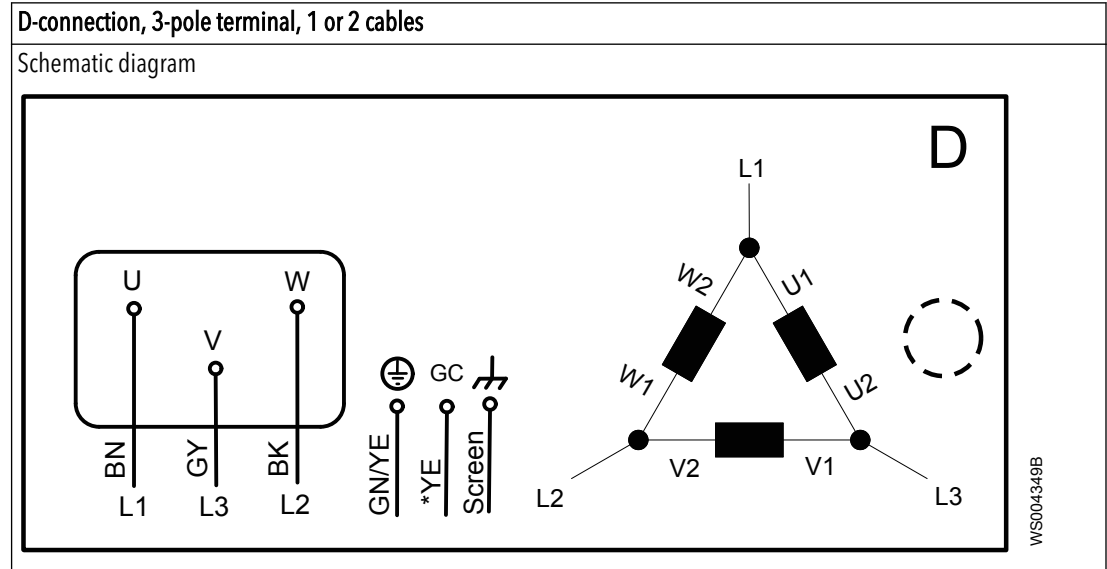 D-connection, 3-pole terminal, 1 or 2 cables
Schematic diagram
D
L1
U
W
V
W2
U1
GC
W1
U2
BN
GY
BK
GN/YE
*YE
Screen
V2
V1
L1
L3
L2
L2
L3
WS004349B